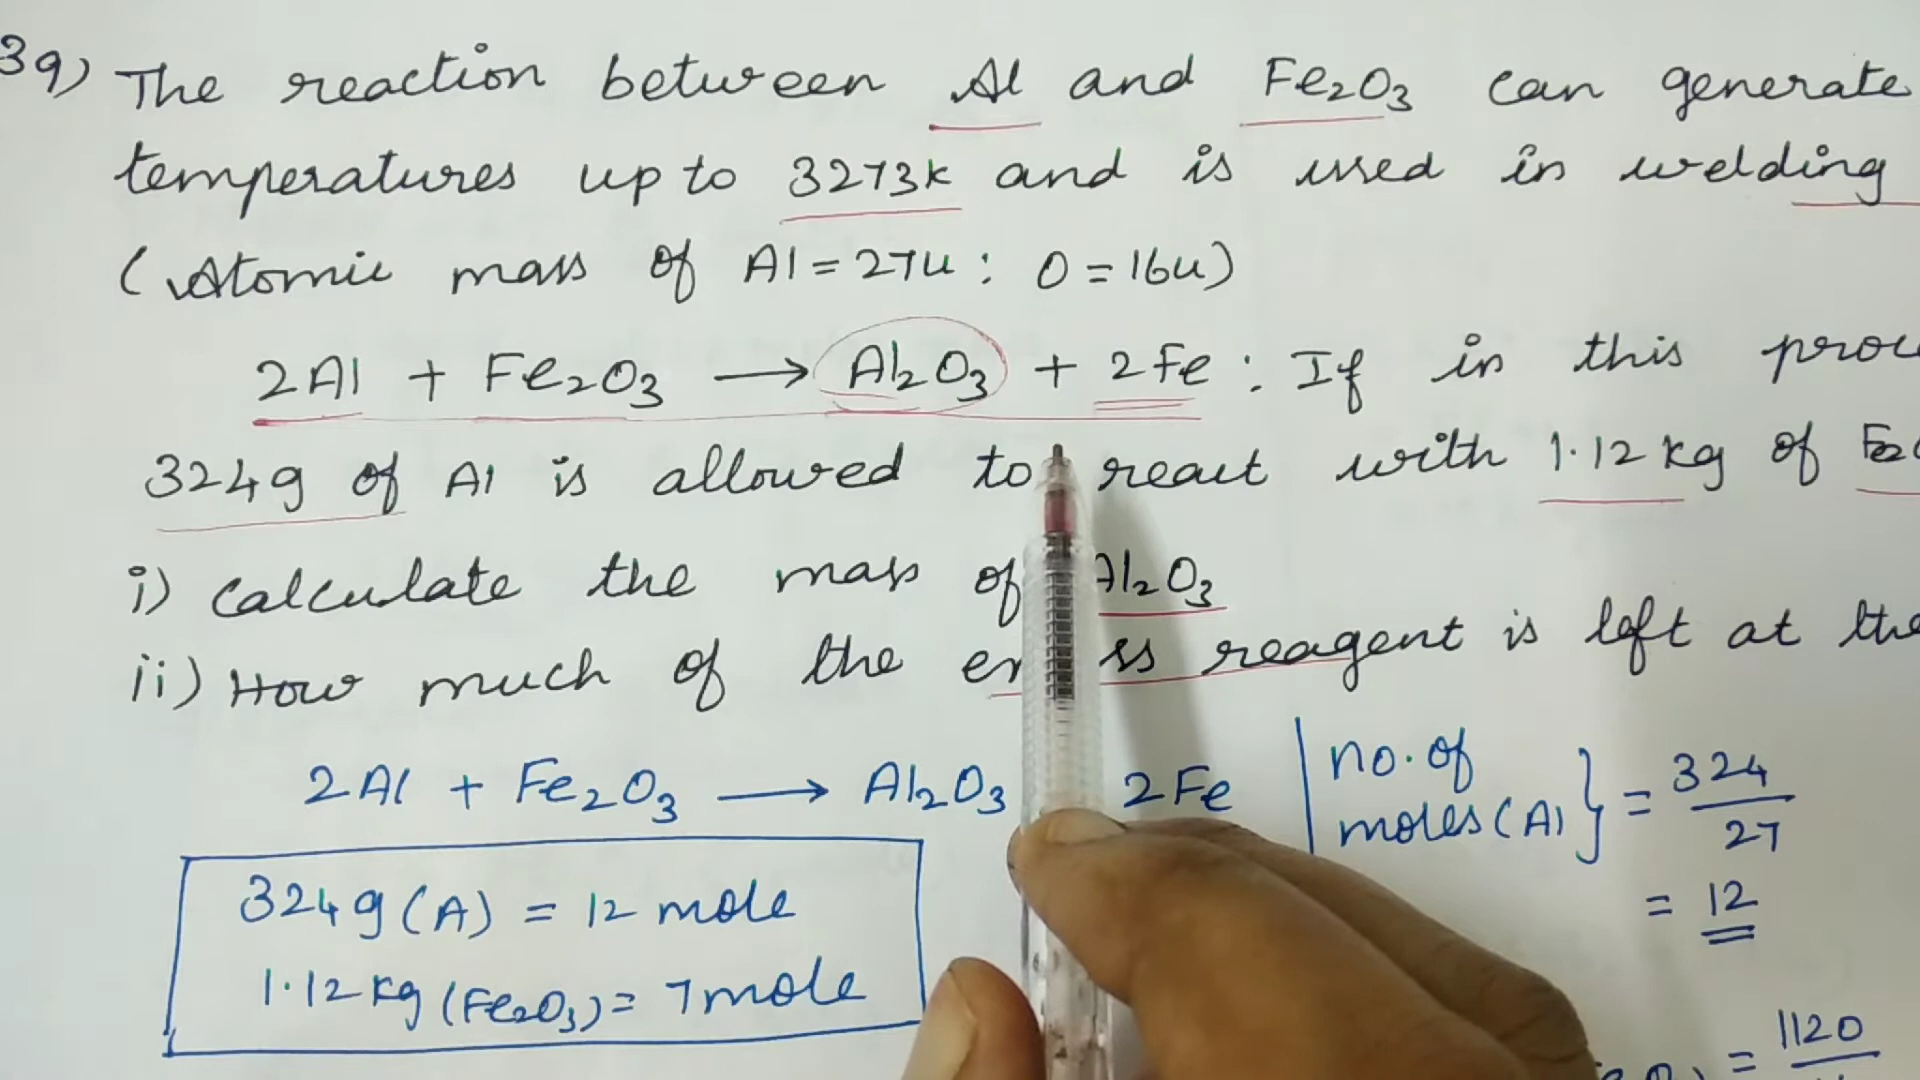 39) The reaction between Al and Fe₂O₃ can generate
temperatures up to 3273K and is used in welding
(Atomic mass of Al = 27u : O = 16u)
2Al + Fe₂O₃ → Al₂O₃ + 2Fe : If in this
324g of Al is allowed to react with 1.12 kg of
i) Calculate the mass of Al₂O₃
ii) How much of the reagent is left at the
2Al + Fe₂O₃ → Al₂O₃ 2Fe
no. of
moles (Al } = 324/27
= 12
324g (A) = 12 mole
1.12 kg (Fe₂O₃) = 7 mole
= 1120